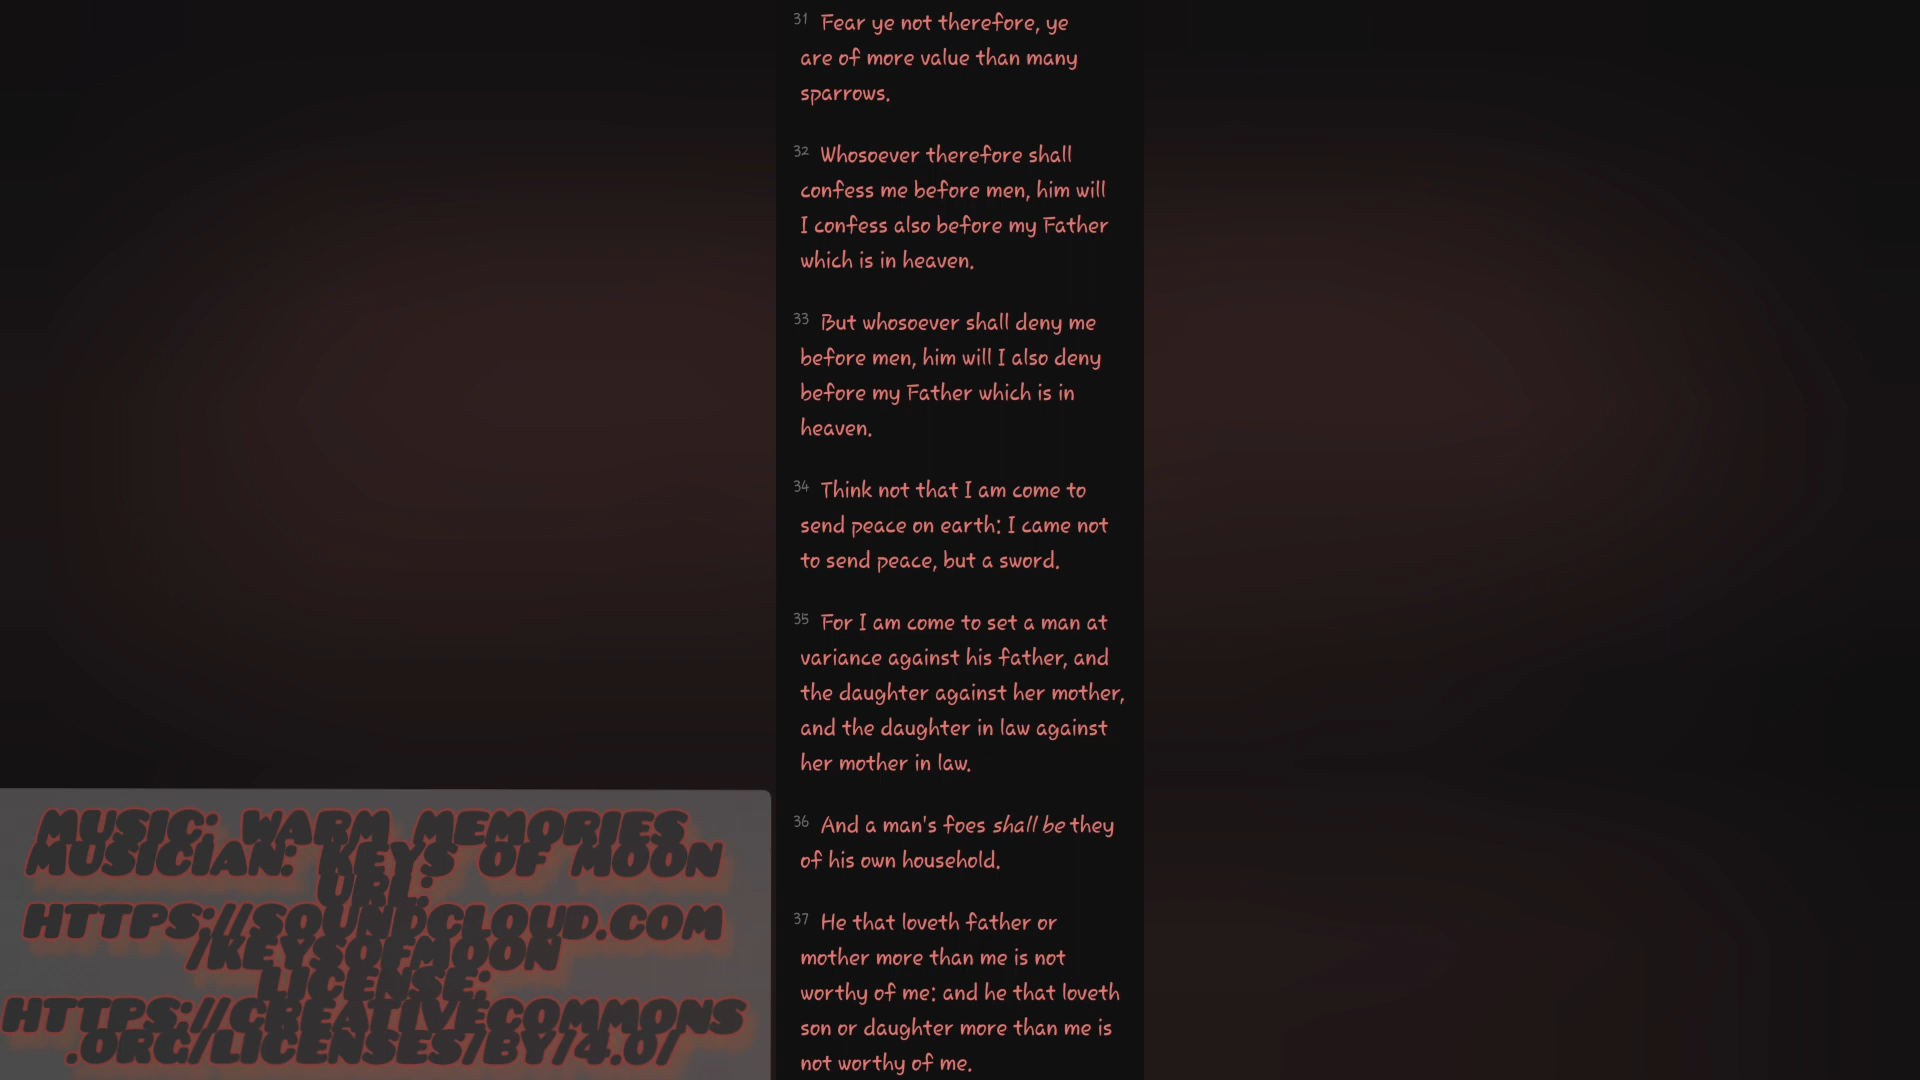 31 Fear ye not therefore, ye
are of more value than many
sparrows.
32 Whosoever therefore shall
confess me before men, him will
I confess also before my Father
which is in heaven.
33 But whosoever shall deny me
before men, him will I also deny
before my Father which is in
heaven.
34 Think not that I am come to
send peace on earth: I came not
to send peace, but a sword.
35 For I am come to set a man at
variance against his father, and
the daughter against her mother,
and the daughter in law against
her mother in law.
36 And a man's foes shall be they
of his own household.
37 He that loveth father or
mother more than me is not
worthy of me: and he that loveth
son or daughter more than me is
not worthy of me.
MUSIC: WARM MEMORIES
MUSICIAN: KEYS OF MOON
URL:
HTTPS://SOUNDCLOUD.COM
/KEYSOFMOON
LICENSE:
HTTPS://CREATIVECOMMONS
.ORG/LICENSES/BY/4.0/